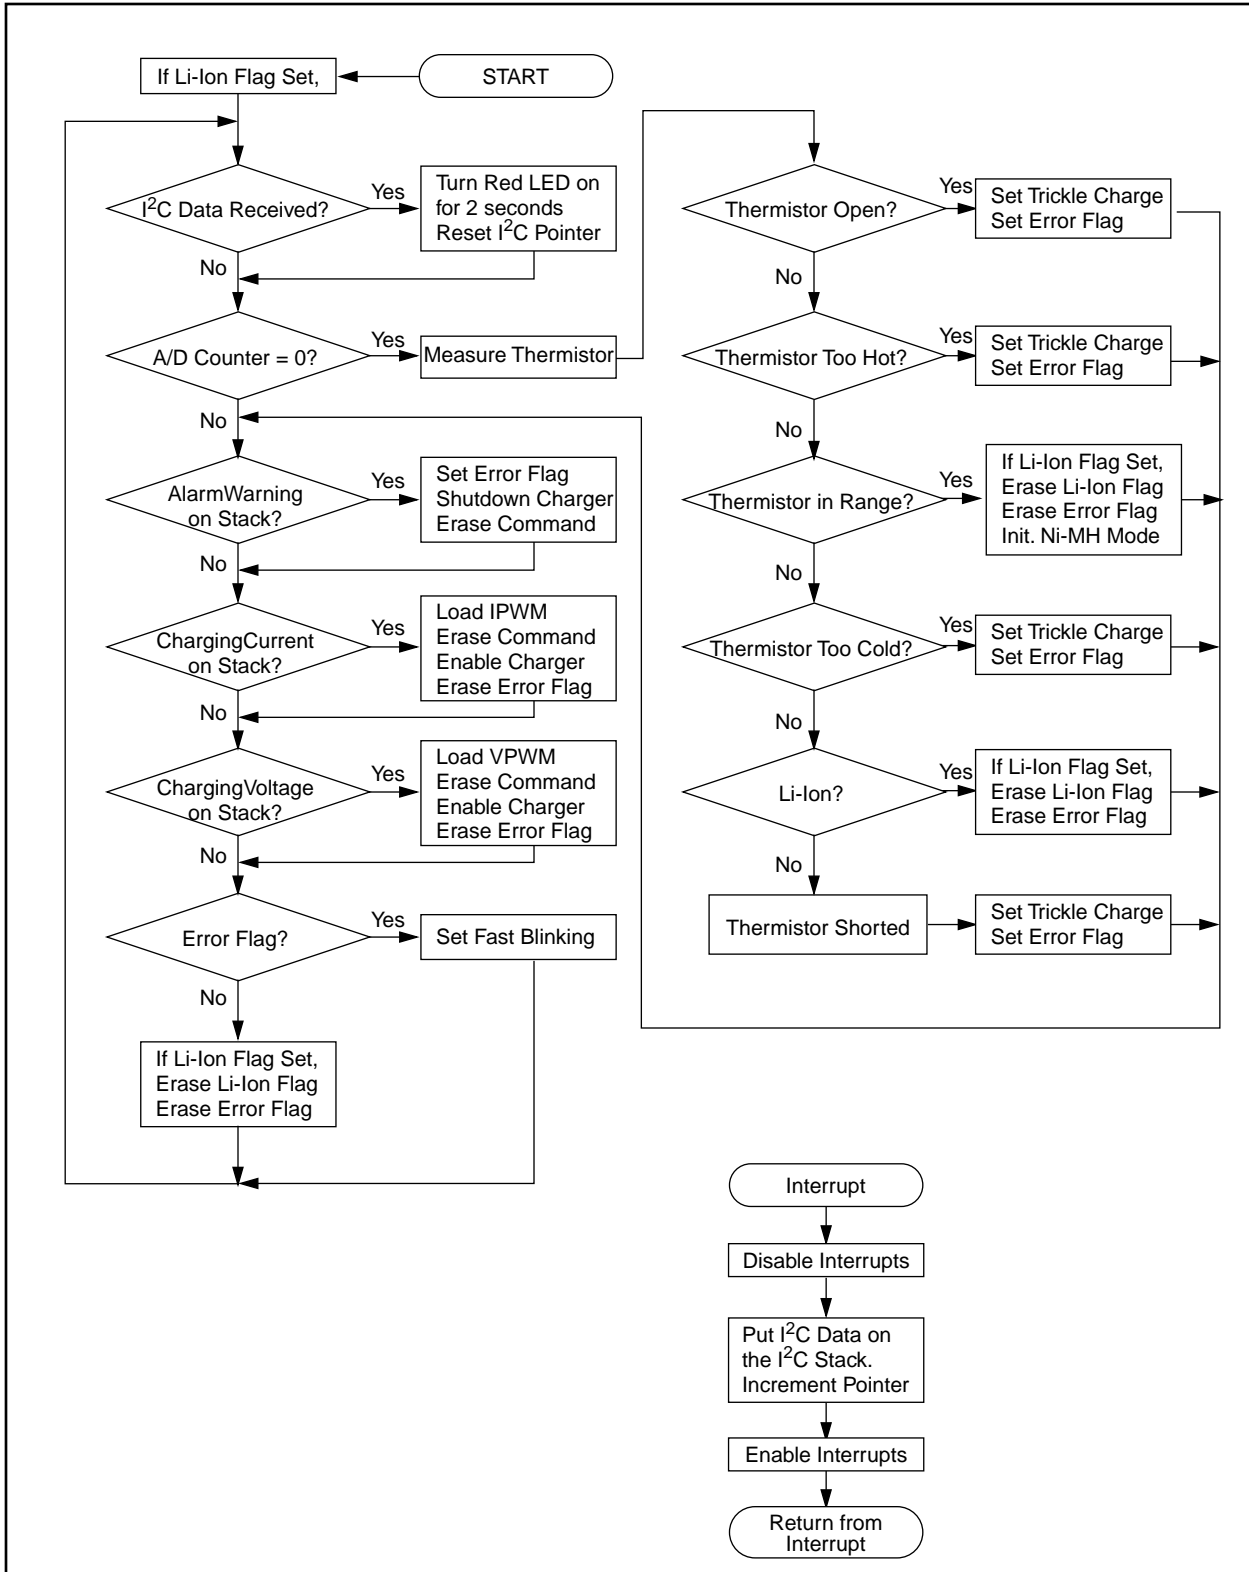 If Li-Ion Flag Set,
START
I²C Data Received?
Yes
Turn Red LED on
for 2 seconds
Reset I²C Pointer
No
A/D Counter = 0?
Yes
Measure Thermistor
No
AlarmWarning
on Stack?
Yes
Set Error Flag
Shutdown Charger
Erase Command
No
ChargingCurrent
on Stack?
Yes
Load IPWM
Erase Command
Enable Charger
Erase Error Flag
No
ChargingVoltage
on Stack?
Yes
Load VPWM
Erase Command
Enable Charger
Erase Error Flag
No
Error Flag?
Yes
Set Fast Blinking
No
If Li-Ion Flag Set,
Erase Li-Ion Flag
Erase Error Flag
Thermistor Open?
Yes
Set Trickle Charge
Set Error Flag
No
Thermistor Too Hot?
Yes
Set Trickle Charge
Set Error Flag
No
Thermistor in Range?
Yes
If Li-Ion Flag Set,
Erase Li-Ion Flag
Erase Error Flag
Init. Ni-MH Mode
No
Thermistor Too Cold?
Yes
Set Trickle Charge
Set Error Flag
No
Li-Ion?
Yes
If Li-Ion Flag Set,
Erase Li-Ion Flag
Erase Error Flag
No
Thermistor Shorted
Set Trickle Charge
Set Error Flag
Interrupt
Disable Interrupts
Put I²C Data on
the I²C Stack.
Increment Pointer
Enable Interrupts
Return from
Interrupt